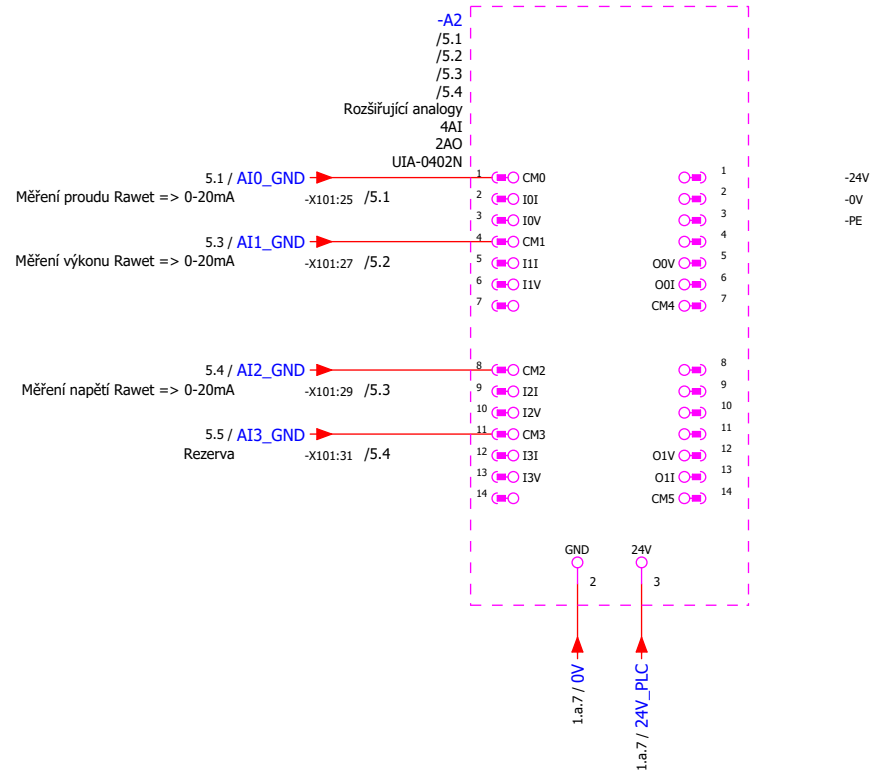 -A2
/5.1
/5.2
/5.3
/5.4
Rozšiřující analogy
4AI
2AO
UIA-0402N
5.1 / AI0_GND 1 CM0 1 -24V
Měření proudu Rawet => 0-20mA -X101:25 /5.1 2 I0I 2 -0V
3 I0V 3 -PE
5.3 / AI1_GND 4 CM1 4
Měření výkonu Rawet => 0-20mA -X101:27 /5.2 5 I1I O0V 5
6 I1V O0I 6
7 CM4 7
5.4 / AI2_GND 8 CM2 8
Měření napětí Rawet => 0-20mA -X101:29 /5.3 9 I2I 9
10 I2V 10
5.5 / AI3_GND 11 CM3 11
Rezerva -X101:31 /5.4 12 I3I O1V 12
13 I3V O1I 13
14 CM5 14
GND 24V
2 3
1.a.7 / 0V
1.a.7 / 24V_PLC